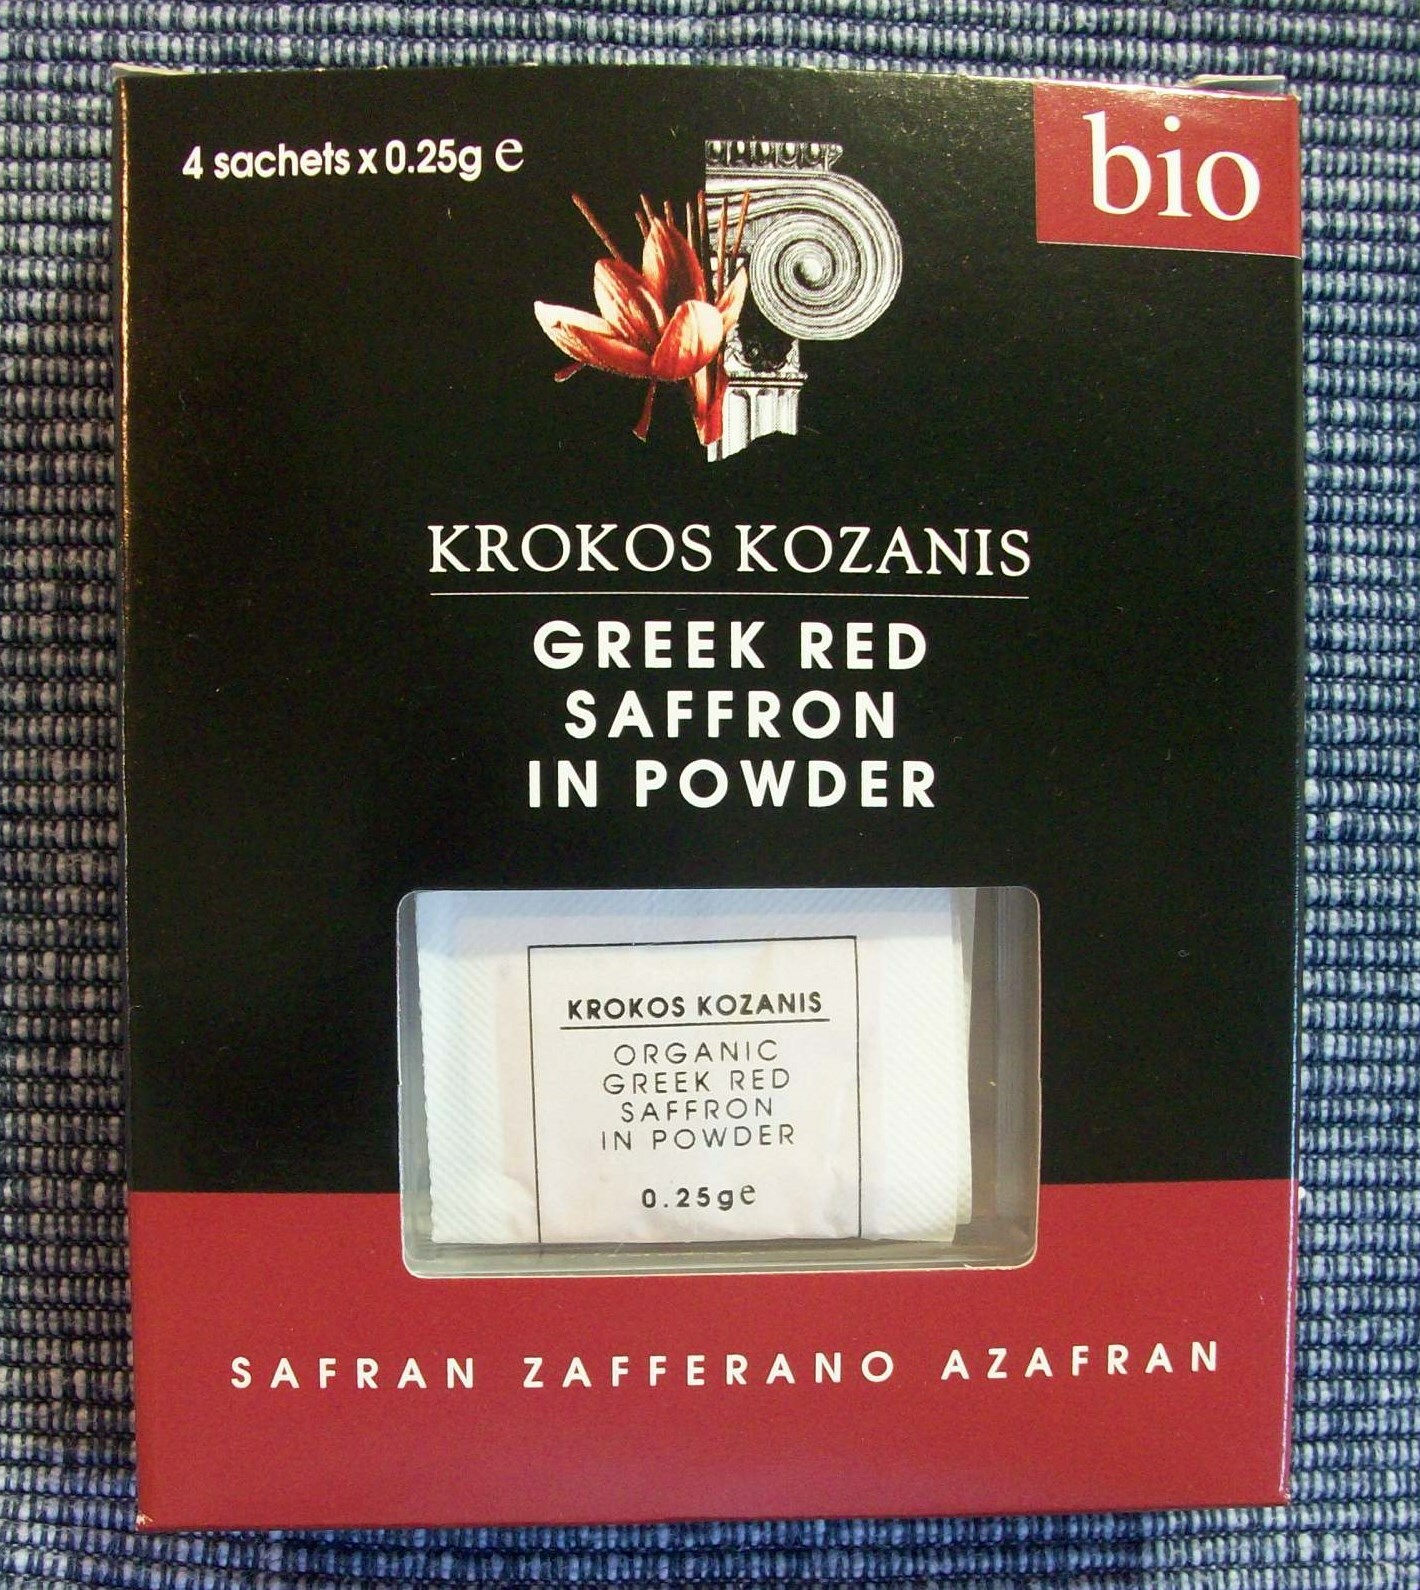 4 sachets x 0.25g e
bio
KROKOS KOZANIS
GREEK RED
SAFFRON
IN POWDER
KROKOS KOZANIS
ORGANIC
GREEK RED
SAFFRON
IN POWDER
0.25ge
SAFRAN ZAFFERANO AZAFRAN